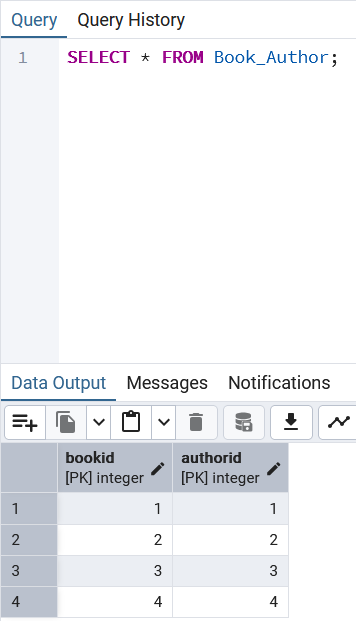 Query Query History
1 SELECT * FROM Book_Author;
Data Output Messages Notifications
bookid authorid
[PK] integer [PK] integer
1 1 1
2 2 2
3 3 3
4 4 4